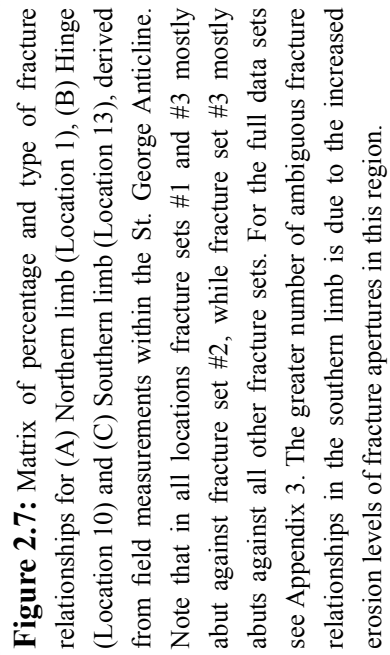 Figure 2.7: Matrix of percentage and type of fracture
relationships for (A) Northern limb (Location 1), (B) Hinge
(Location 10) and (C) Southern limb (Location 13), derived
from field measurements within the St. George Anticline.
Note that in all locations fracture sets #1 and #3 mostly
abut against fracture set #2, while fracture set #3 mostly
abuts against all other fracture sets. For the full data sets
see Appendix 3. The greater number of ambiguous fracture
relationships in the southern limb is due to the increased
erosion levels of fracture apertures in this region.